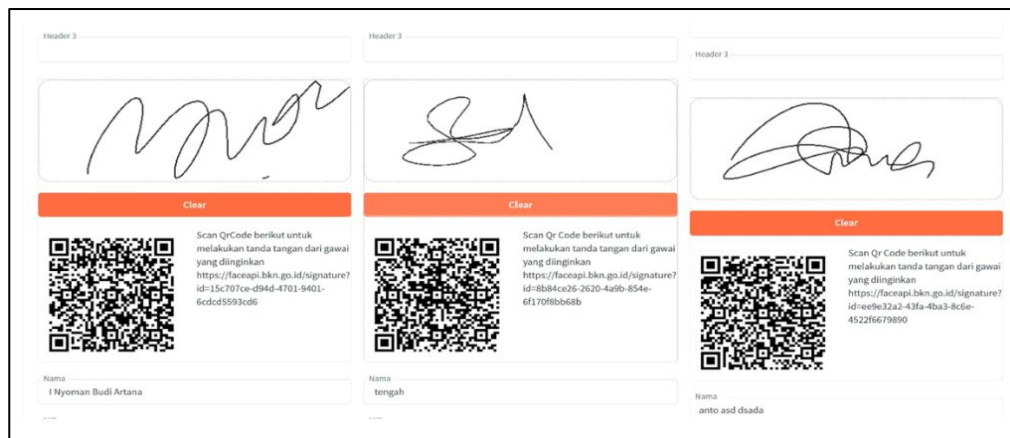 Header 3
Clear
Scan QrCode berikut untuk
melakukan tanda tangan dari gawai
yang diinginkan
https://faceapi.bkn.go.id/signature?
id=15c707ce-d94d-4701-9401-
6cdcd5593cd6
Nama
I Nyoman Budi Artana
Header 3
Clear
Scan Qr Code berikut untuk
melakukan tanda tangan dari gawai
yang diinginkan
https://faceapi.bkn.go.id/signature?
id=8b84ce26-2620-4a9b-854e-
6f170f8bb68b
Nama
tengah
Header 3
Clear
Scan Qr Code berikut untuk
melakukan tanda tangan dari gawai
yang diinginkan
https://faceapi.bkn.go.id/signature?
id=ee9e32a2-43fa-4ba3-8c6e-
4522f6679890
Nama
anto asd dsada